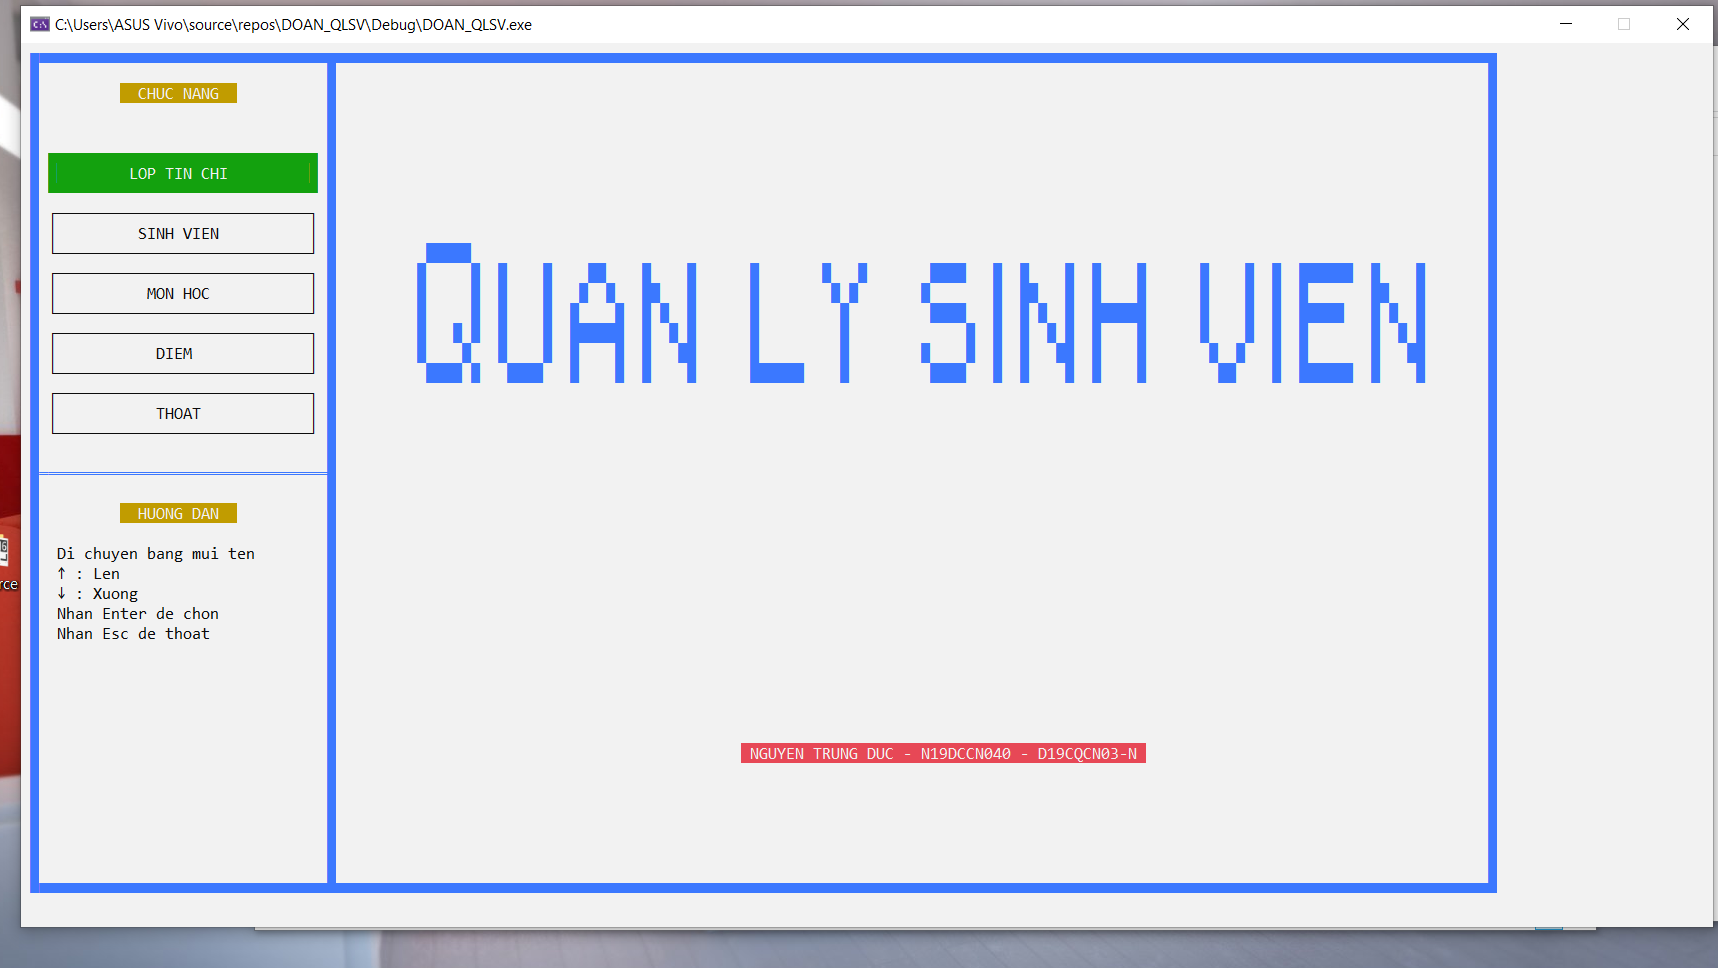 C:\Users\ASUS Vivo\source\repos\DOAN_QLSV\Debug\DOAN_QLSV.exe
CHUC NANG
LOP TIN CHI
SINH VIEN
MON HOC
DIEM
THOAT
QUAN LY SINH VIEN
HUONG DAN
Di chuyen bang mui ten
↑ : Len
↓ : Xuong
Nhan Enter de chon
Nhan Esc de thoat
NGUYEN TRUNG DUC - N19DCCN040 - D19CQCN03-N